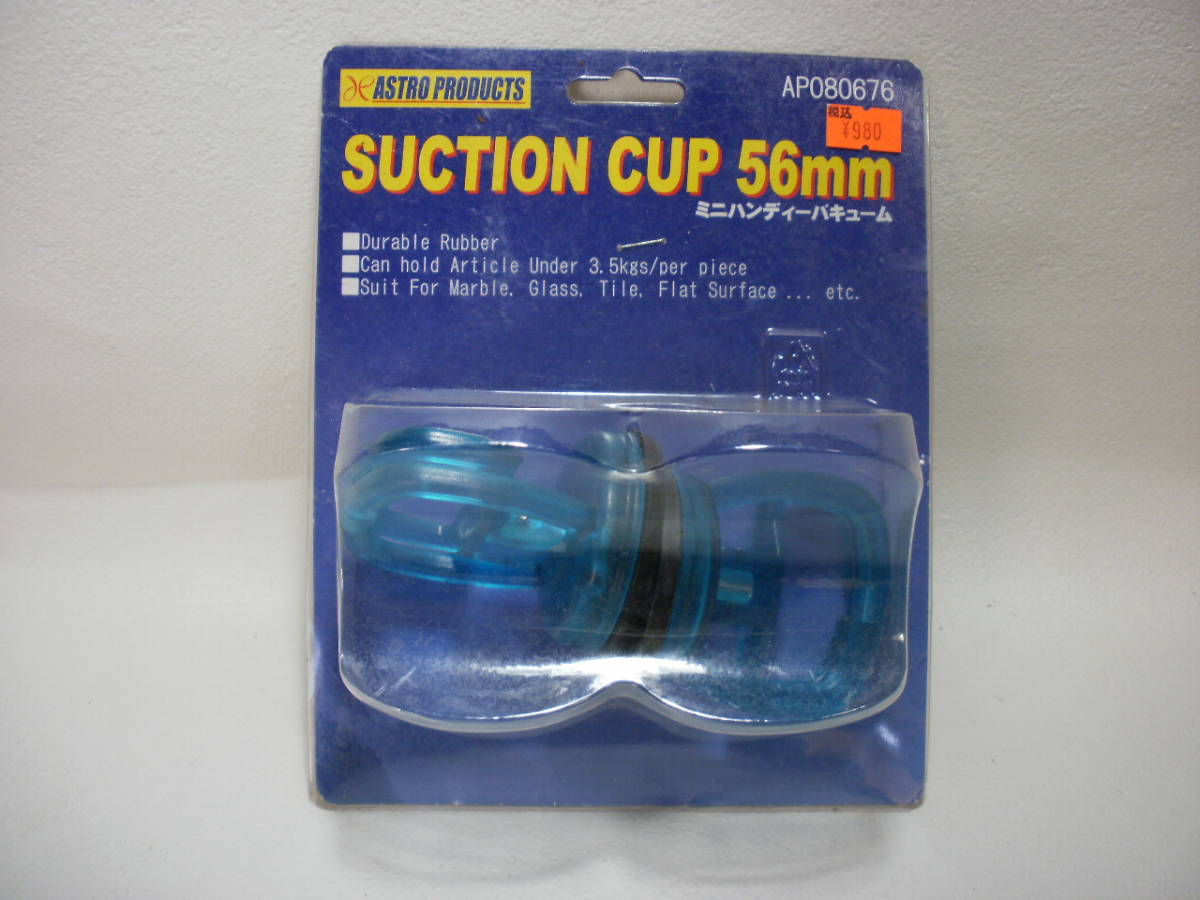 ASTRO PRODUCTS
AP080676
税込
¥980
SUCTION CUP 56mm
ミニハンディーバキューム
■Durable Rubber
■Can hold Article Under 3.5kgs/per piece
■Suit For Marble, Glass, Tile, Flat Surface ... etc.